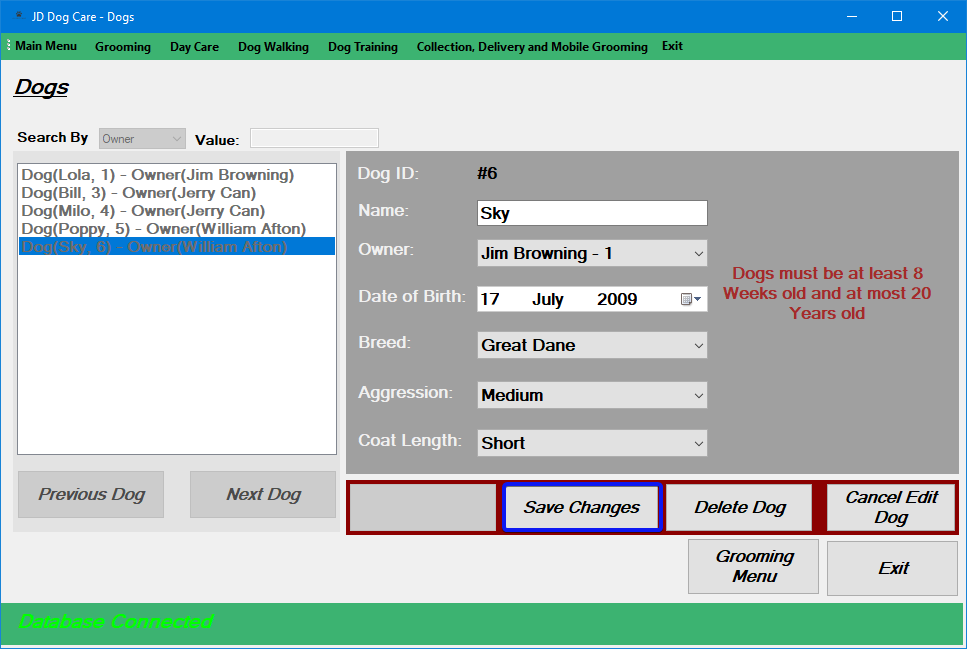 JD Dog Care - Dogs
Main Menu Grooming Day Care Dog Walking Dog Training Collection, Delivery and Mobile Grooming Exit
Dogs
Search By Owner Value:
Dog(Lola, 1) - Owner(Jim Browning)
Dog(Bill, 3) - Owner(Jerry Can)
Dog(Milo, 4) - Owner(Jerry Can)
Dog(Poppy, 5) - Owner(William Afton)
Dog(Sky, 6) - Owner(William Afton)
Previous Dog Next Dog
Dog ID: #6
Name: Sky
Owner: Jim Browning - 1
Date of Birth: 17 July 2009
Breed: Great Dane
Aggression: Medium
Coat Length: Short
Dogs must be at least 8
Weeks old and at most 20
Years old
Save Changes Delete Dog
Cancel Edit
Dog
Grooming
Menu
Exit
Database Connected